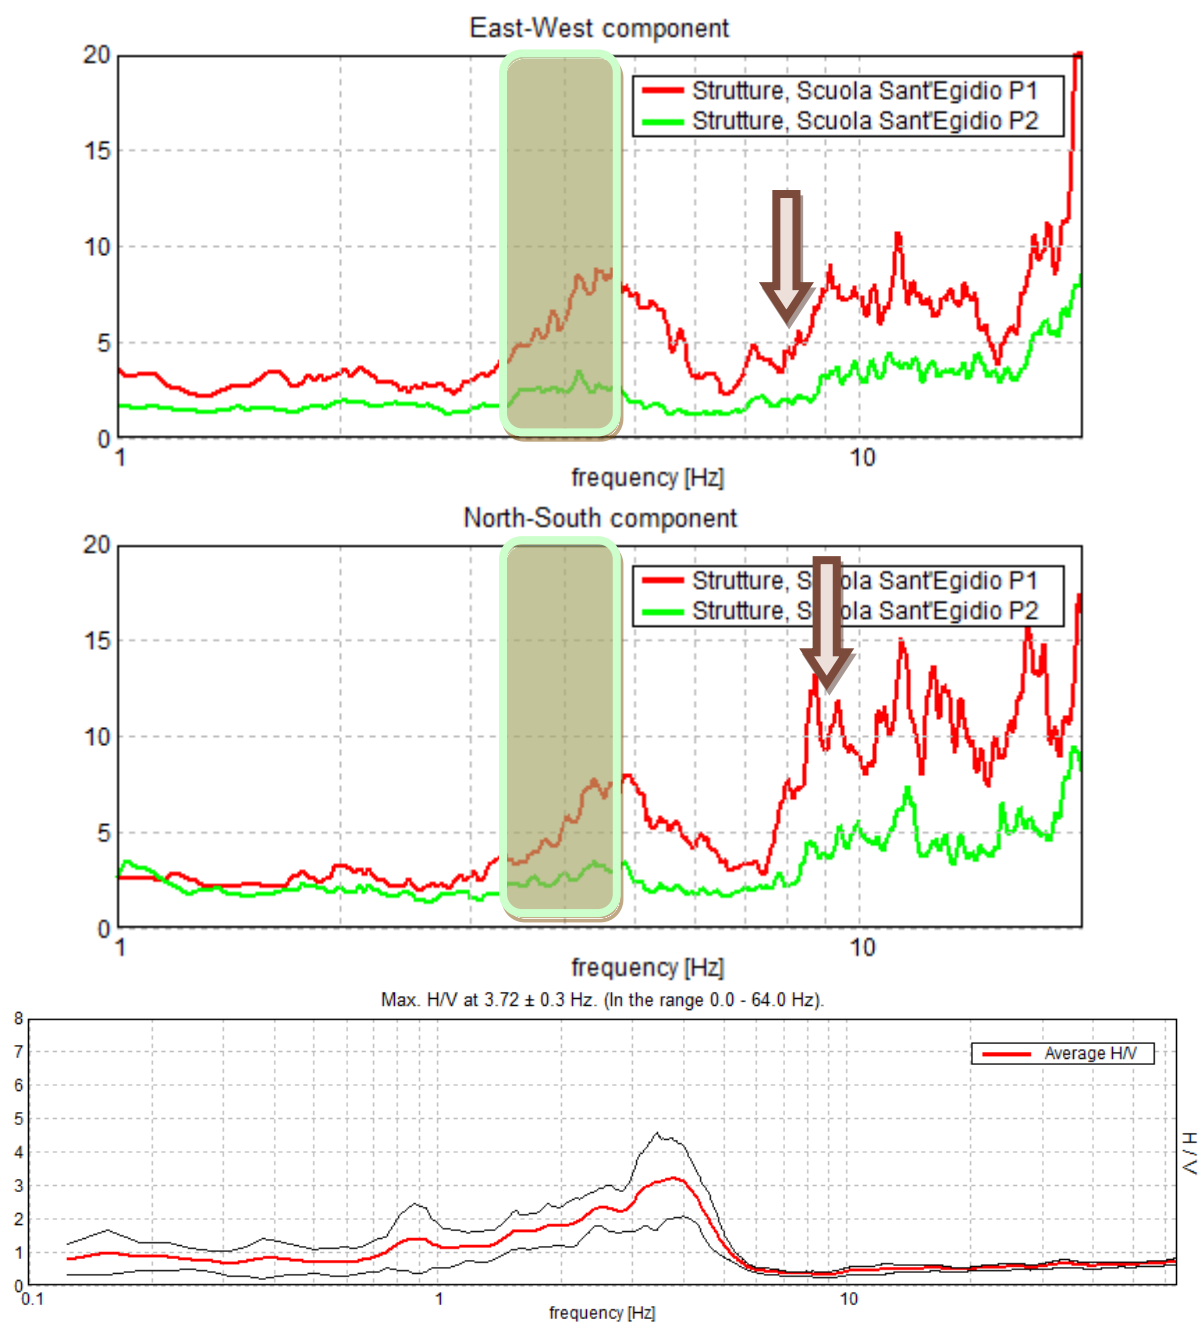 East-West component
20
15
10
5
0
Strutture, Scuola Sant'Egidio P1
Strutture, Scuola Sant'Egidio P2
1
10
frequency [Hz]
North-South component
20
15
10
5
0
Strutture, S ola Sant'Egidio P1
Strutture, S ola Sant'Egidio P2
1
10
frequency [Hz]
Max. H/V at 3.72 ± 0.3 Hz. (In the range 0.0 - 64.0 Hz).
8
7
6
5
4
3
2
1
0
Average H/V
H / V
0.1
1
10
frequency [Hz]